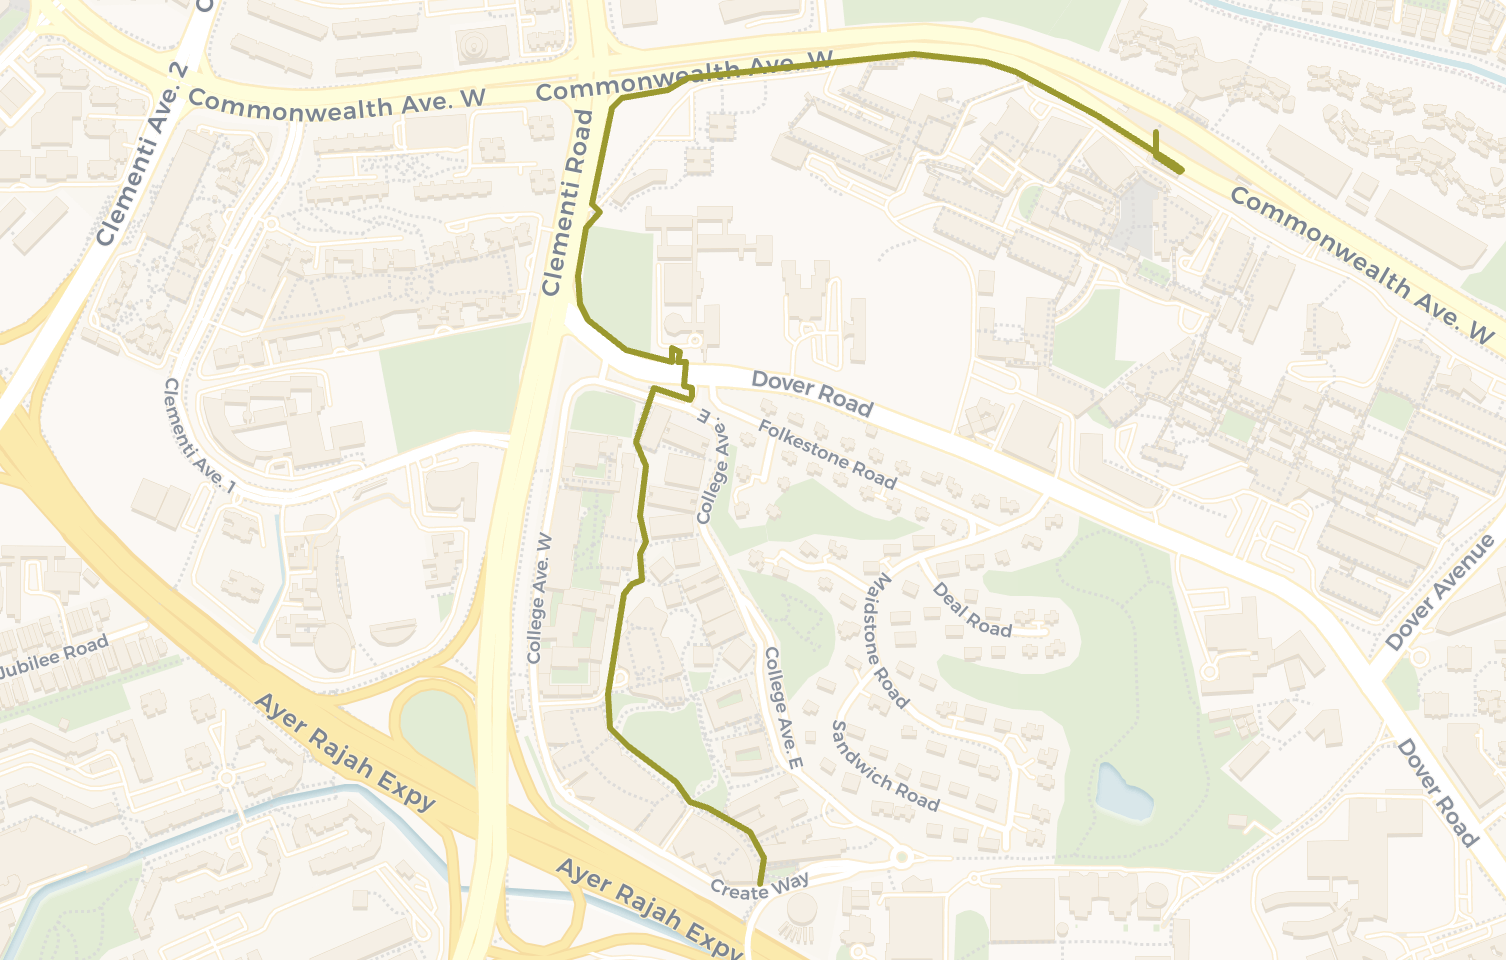 O
Clementi Ave. 2
Commonwealth Ave. W
Commonwealth Ave. W
Clementi Road
Commonwealth Ave. W
Clementi Ave. 1
Dover Road
Folkestone Road
College Ave. E
College Ave. W
Maidstone Road
Deal Road
Dover Avenue
Jubilee Road
College Ave. E
Sandwich Road
Ayer Rajah Expy
Dover Road
Ayer Rajah Expy
Create Way